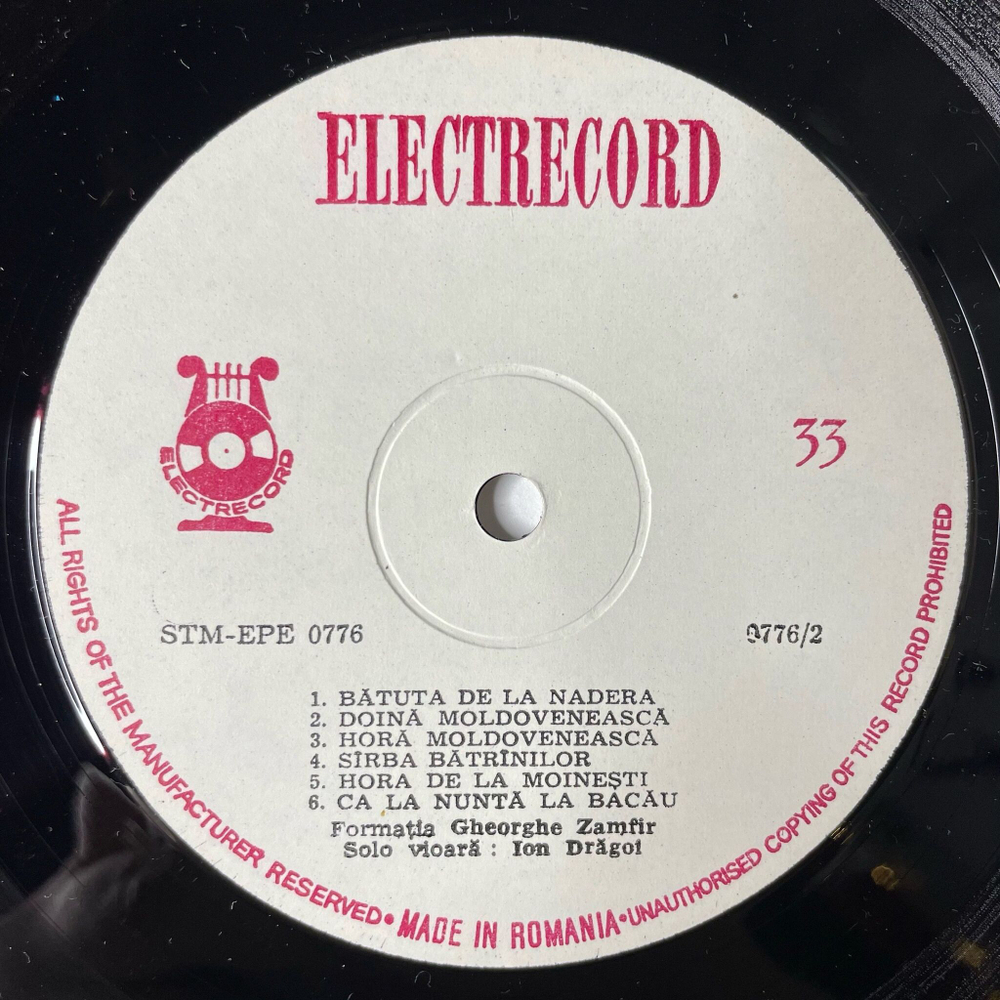 ELECTRECORD
ELECTRECORD
33
STM-EPE 0776
0776/2
1. BĂTUTA DE LA NADERA
2. DOINĂ MOLDOVENEASCĂ
3. HORĂ MOLDOVENEASCĂ
4. SÎRBA BĂTRÎNILOR
5. HORA DE LA MOINEȘTI
6. CA LA NUNTĂ LA BACĂU
Formația Gheorghe Zamfir
Solo vioară : Ion Drăgoi
ALL RIGHTS OF THE MANUFACTURER RESERVED • MADE IN ROMANIA • UNAUTHORISED COPYING OF THIS RECORD PROHIBITED